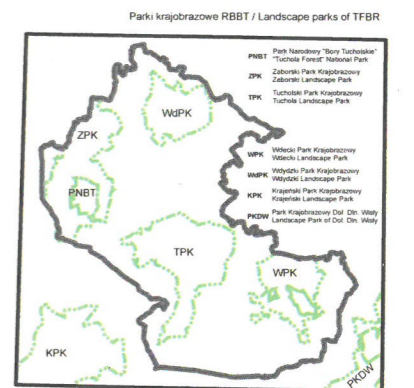 Parki krajobrazowe RBBT / Landscape parks of TFBR
PNBT Park Narodowy "Bory Tucholskie"
"Tuchola Forest" National Park
ZPK Zaborski Park Krajobrazowy
Zaborski Landscape Park
TPK Tucholski Park Krajobrazowy
Tuchola Landscape Park
WPK Wdecki Park Krajobrazowy
Wdecki Landscape Park
WdPK Wdydzki Park Krajobrazowy
Wdydzki Landscape Park
KPK Krajeński Park Krajobrazowy
Krajeński Landscape Park
PKDW Park Krajobrazowy Dol. Dln. Wisły
Landscape Park of Dol. Dln. Wisły
WdPK
ZPK
PNBT
TPK
WPK
KPK
PKDW